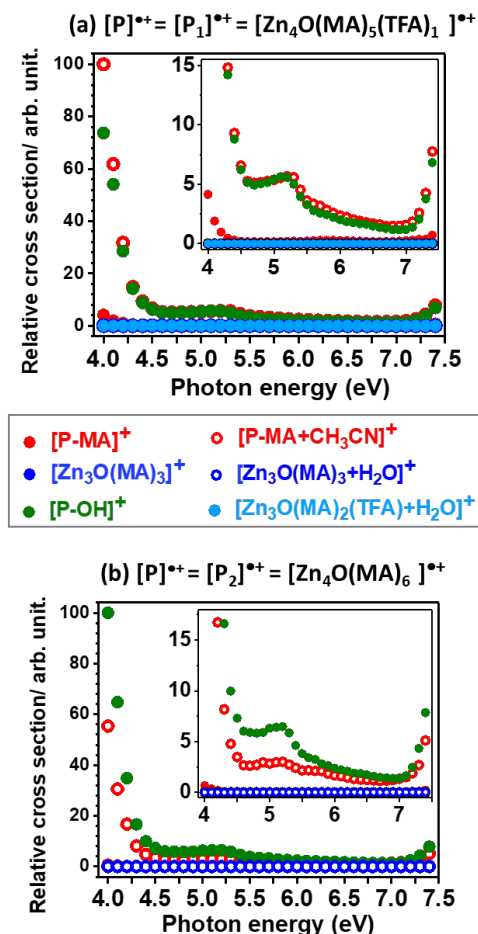 (a) [P]•⁺ = [P₁]•⁺ = [Zn₄O(MA)₅(TFA)₁ ]•⁺
Relative cross section/ arb. unit.
100
80
60
40
20
0
15
10
5
0
4 5 6 7
4.0 4.5 5.0 5.5 6.0 6.5 7.0 7.5
Photon energy (eV)
[P-MA]⁺ [P-MA+CH₃CN]⁺
[Zn₃O(MA)₃]⁺ [Zn₃O(MA)₃+H₂O]⁺
[P-OH]⁺ [Zn₃O(MA)₂(TFA)+H₂O]⁺
(b) [P]•⁺ = [P₂]•⁺ = [Zn₄O(MA)₆ ]•⁺
Relative cross section/ arb. unit.
100
80
60
40
20
0
15
10
5
0
4 5 6 7
4.0 4.5 5.0 5.5 6.0 6.5 7.0 7.5
Photon energy (eV)